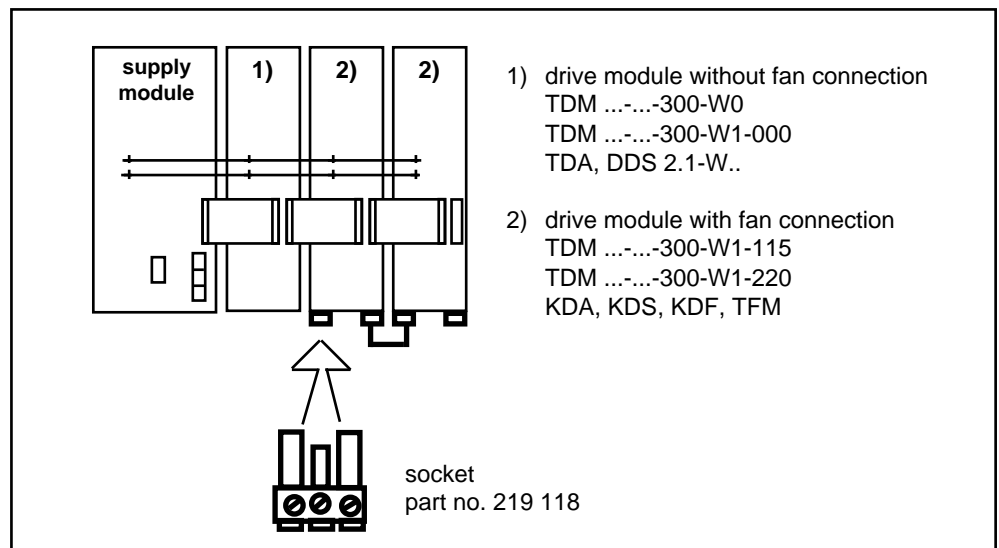 supply
module
1)
2)
2)
1) drive module without fan connection
TDM ...-...-300-W0
TDM ...-...-300-W1-000
TDA, DDS 2.1-W..
2) drive module with fan connection
TDM ...-...-300-W1-115
TDM ...-...-300-W1-220
KDA, KDS, KDF, TFM
socket
part no. 219 118